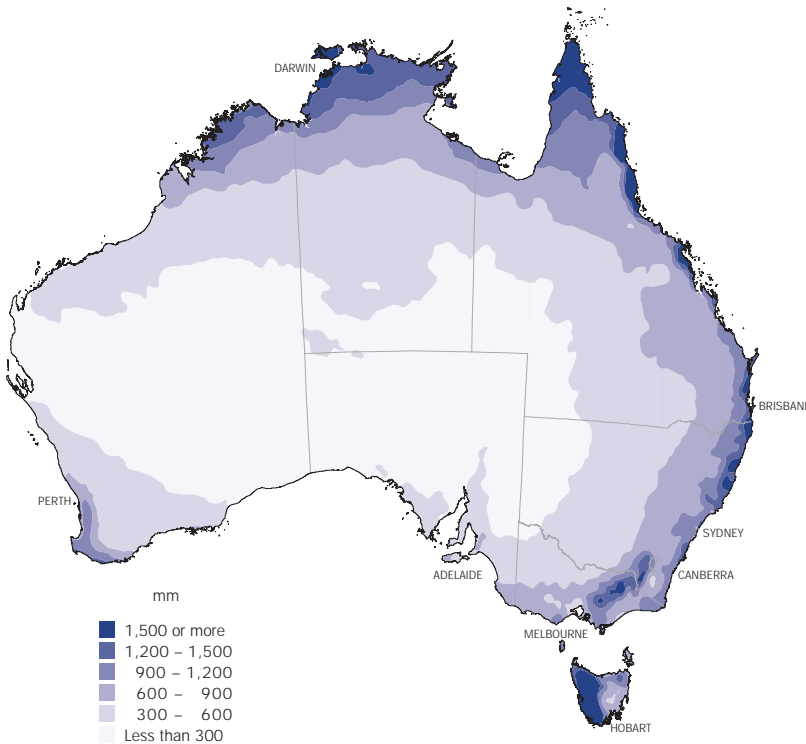 DARWIN
BRISBAN
PERTH
SYDNEY
ADELAIDE
CANBERRA
mm
1,500 or more
MELBOURNE
1,200 – 1,500
900 – 1,200
600 – 900
300 – 600
HOBART
Less than 300